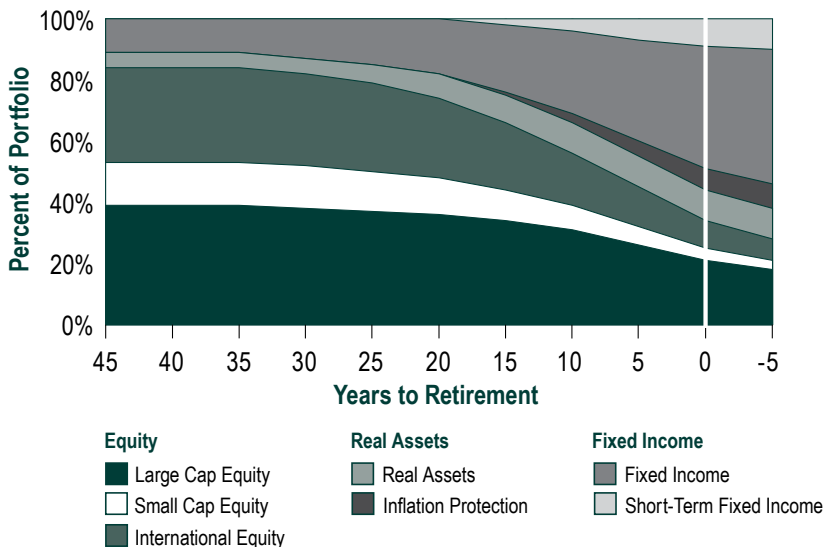 100%
80%
60%
40%
20%
0%
Percent of Portfolio
45 40 35 30 25 20 15 10 5 0 -5
Years to Retirement
Equity
Large Cap Equity
Small Cap Equity
International Equity
Real Assets
Real Assets
Inflation Protection
Fixed Income
Fixed Income
Short-Term Fixed Income